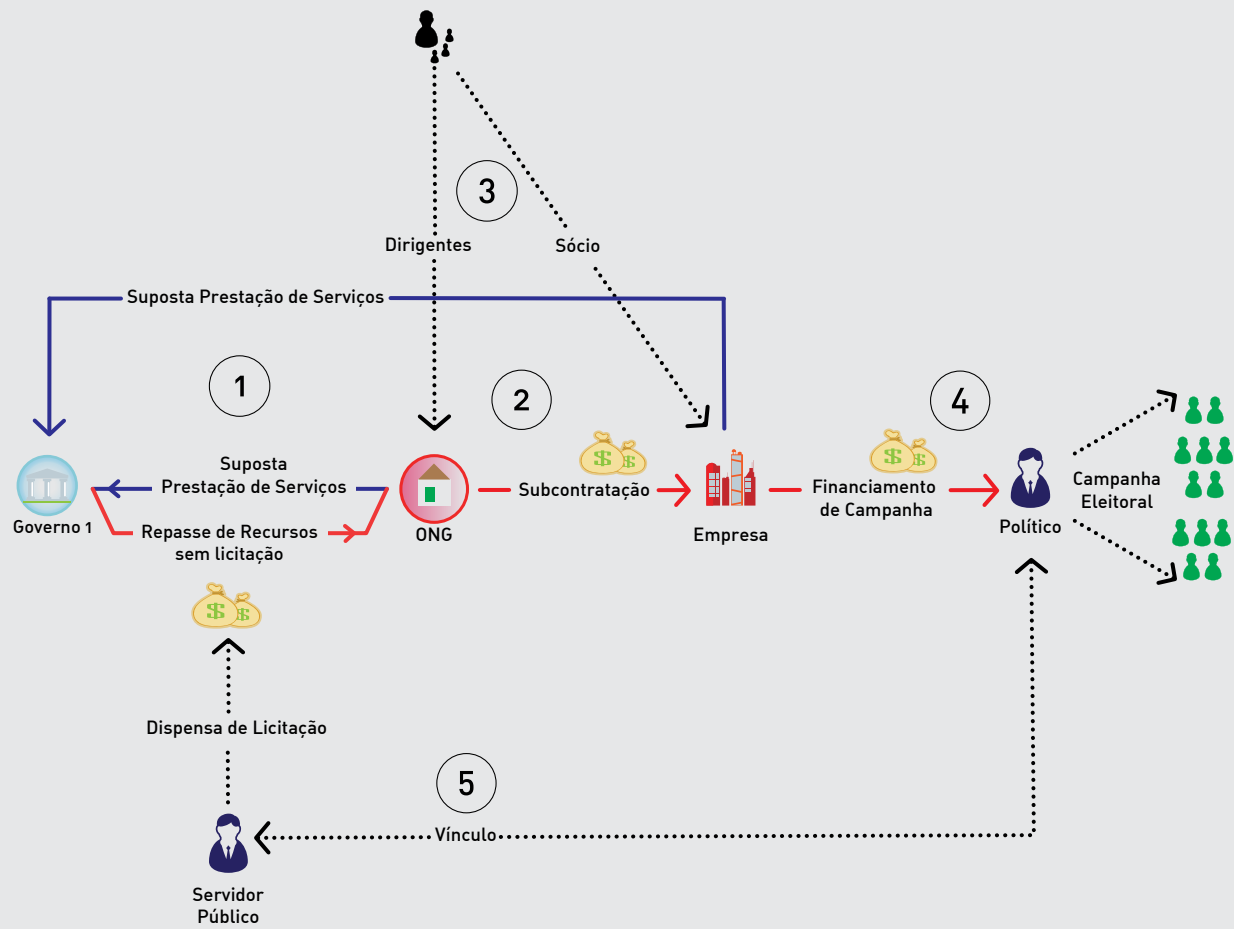 3
Dirigentes
Sócio
Suposta Prestação de Serviços
1
2
4
Suposta
Prestação de Serviços
Governo 1
Repasse de Recursos
sem licitação
ONG
$ $
Subcontratação
Empresa
$ $
Financiamento
de Campanha
Político
Campanha
Eleitoral
$ $
Dispensa de Licitação
5
Vínculo
Servidor
Público